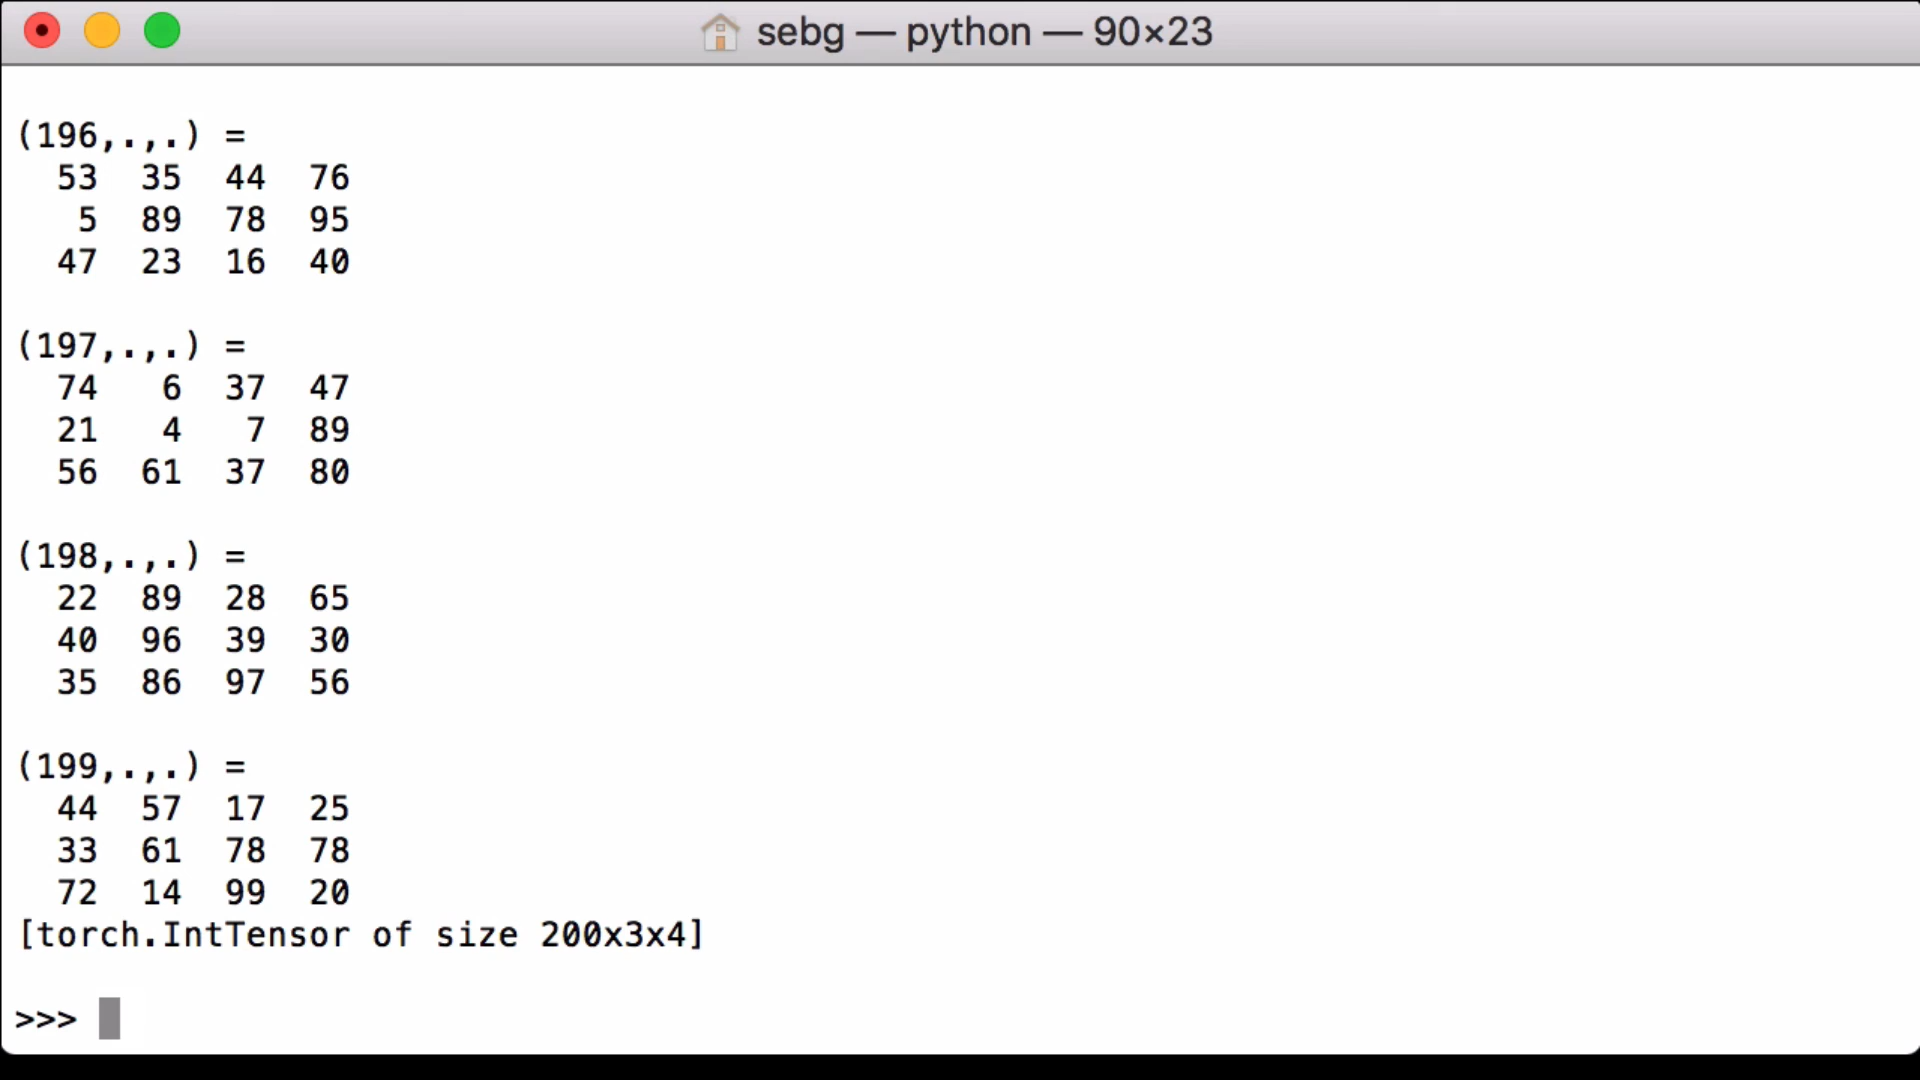 sebg — python — 90×23
(196,.,.) =
53 35 44 76
5 89 78 95
47 23 16 40
(197,.,.) =
74 6 37 47
21 4 7 89
56 61 37 80
(198,.,.) =
22 89 28 65
40 96 39 30
35 86 97 56
(199,.,.) =
44 57 17 25
33 61 78 78
72 14 99 20
[torch.IntTensor of size 200x3x4]
>>>